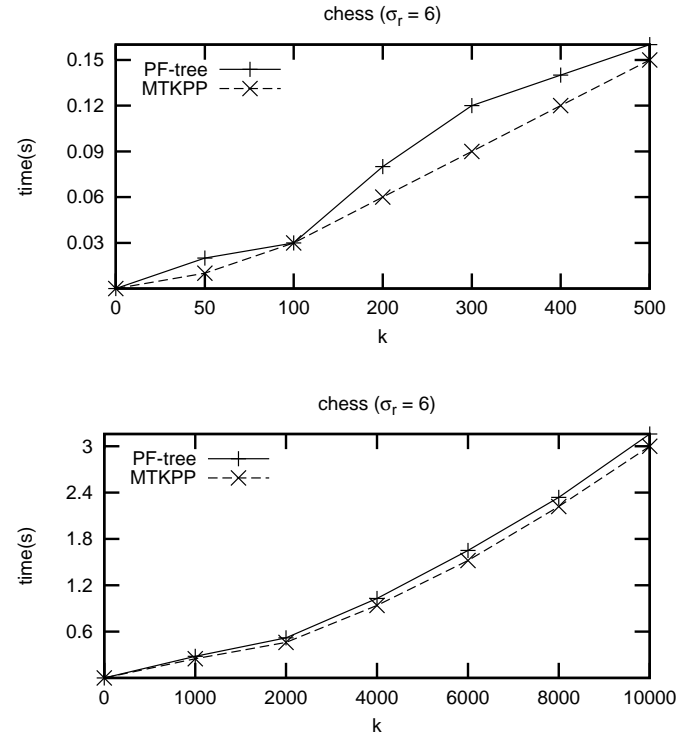 chess (σr = 6)
PF-tree
MTKPP
time(s)
0.15
0.12
0.09
0.06
0.03
0 50 100 200 300 400 500
k
chess (σr = 6)
PF-tree
MTKPP
time(s)
3
2.4
1.8
1.2
0.6
0 1000 2000 4000 6000 8000 10000
k